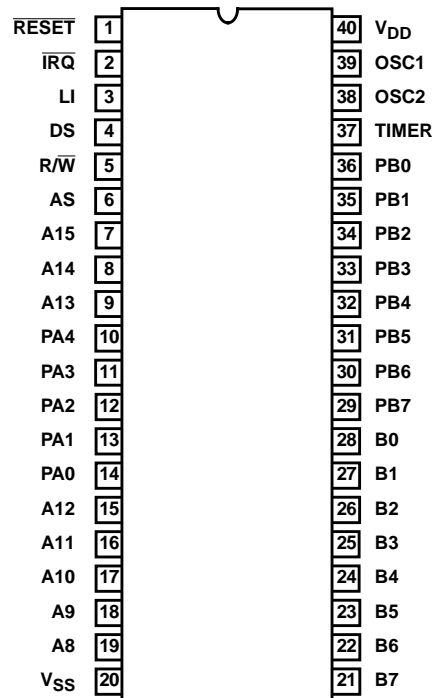 R̅E̅S̅E̅T̅ 1 40 VDD
I̅R̅Q̅ 2 39 OSC1
LI 3 38 OSC2
DS 4 37 TIMER
R/W̅ 5 36 PB0
AS 6 35 PB1
A15 7 34 PB2
A14 8 33 PB3
A13 9 32 PB4
PA4 10 31 PB5
PA3 11 30 PB6
PA2 12 29 PB7
PA1 13 28 B0
PA0 14 27 B1
A12 15 26 B2
A11 16 25 B3
A10 17 24 B4
A9 18 23 B5
A8 19 22 B6
VSS 20 21 B7